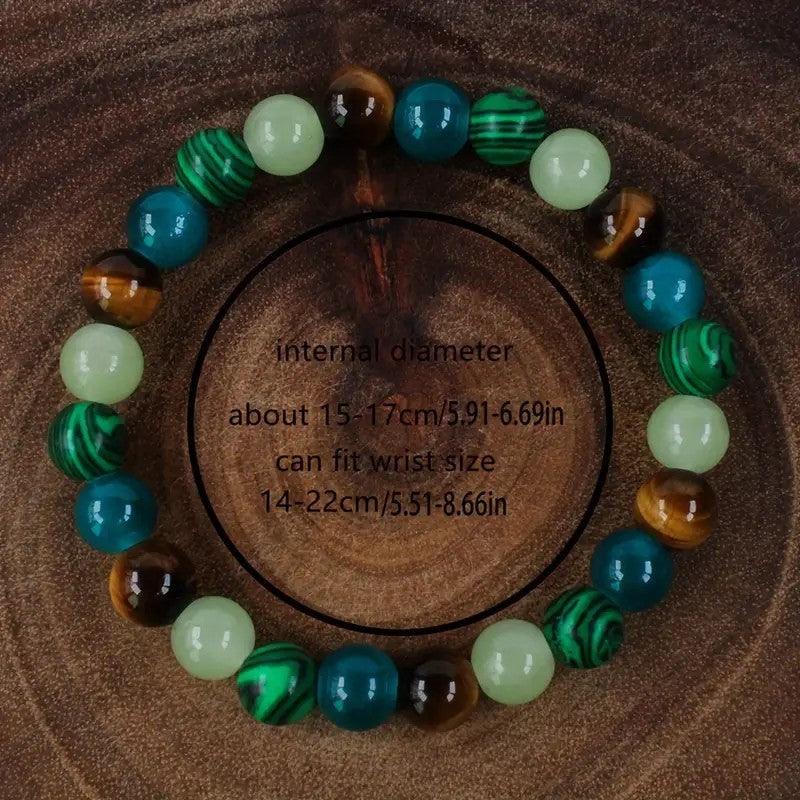 internal diameter
about 15-17cm/5.91-6.69in
can fit wrist size
14-22cm/5.51-8.66in